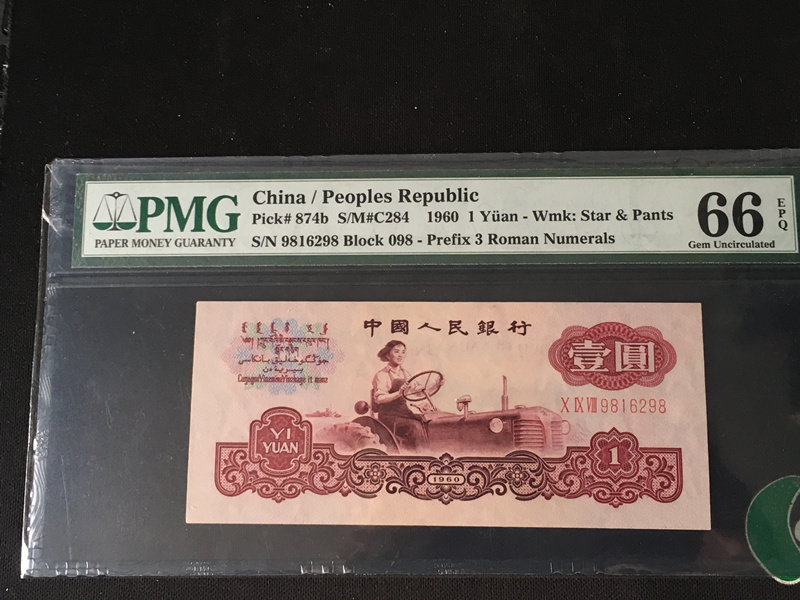 PMG
PAPER MONEY GUARANTY
China / Peoples Republic
Pick# 874b S/M#C284 1960 1 Yüan - Wmk: Star & Pants
S/N 9816298 Block 098 - Prefix 3 Roman Numerals
66
EPQ
Gem Uncirculated
中國人民銀行
壹圓
X IX VIII 9816298
YI
YUAN
1960
1